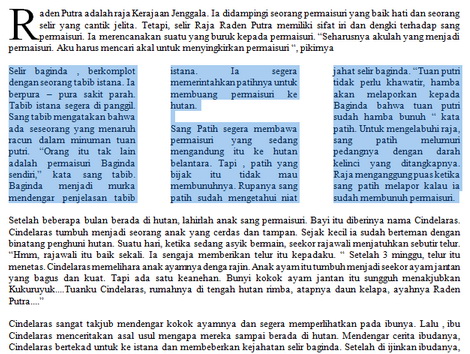 Raden Putra adalah raja Kerajaan Jenggala. Ia didampingi seorang permaisuri yang baik hati dan seorang
selir yang cantik jelita. Tetapi, selir Raja Raden Putra memiliki sifat iri dan dengki terhadap sang
permaisuri. Ia merencanakan suatu yang buruk kepada permaisuri. “Seharusnya akulah yang menjadi
permaisuri. Aku harus mencari akal untuk menyingkirkan permaisuri “, pikimya
Selir baginda , berkomplot
dengan seorang tabib istana. Ia
berpura – pura sakit parah.
Tabib istana segera di panggil.
Sang tabib mengatakan bahwa
ada seseorang yang menaruh
racun dalam minuman tuan
putri. “Orang itu tak lain
adalah permaisuri Baginda
sendiri,” kata sang tabib.
Baginda menjadi murka
mendengar penjelasan tabib
istana. Ia segera
memerintahkan patihnya untuk
membuang permaisuri ke
hutan.
Sang Patih segera membawa
permaisuri yang sedang
mengandung itu ke hutan
belantara. Tapi , patih yang
bijak itu tidak mau
membunuhnya. Rupanya sang
patih sudah mengetahui niat
jahat selir baginda. “Tuan putri
tidak perlu khawatir, hamba
akan melaporkan kepada
Baginda bahwa tuan putri
sudah hamba bunuh “ kata
patih. Untuk mengelabuhi raja,
sang patih melumuri
pedangnya dengan darah
kelinci yang ditangkapnya.
Raja menganggung puas ketika
sang patih melapor kalau ia
sudah membunuh permaisuri.
Setelah beberapa bulan berada di hutan, lahirlah anak sang permaisuri. Bayi itu diberinya nama Cindelaras.
Cindelaras tumbuh menjadi seorang anak yang cerdas dan tampan. Sejak kecil ia sudah berteman dengan
binatang penghuni hutan. Suatu hari, ketika sedang asyik bermain, seekor rajawali menjatuhkan sebutir telur.
“Hmm, rajawali itu baik sekali. Ia sengaja memberikan telur itu kepadaku. “ Setelah 3 minggu, telur itu
menetas. Cindelaras memelihara anak ayamnya denga rajin. Anak ayam itu tumbuh menjadi seekor ayam jantan
yang bagus dan kuat. Tapi ada satu keanehan. Bunyi kokok ayam jantan itu sungguh menakjubkan
Kukuruyuk....Tuanku Cindelaras, rumahnya di tengah hutan rimba, atapnya daun kelapa, ayahnya Raden
Putra....”
Cindelaras sangat takjub mendengar kokok ayamnya dan segera memperlihatkan pada ibunya. Lalu , ibu
Cindelaras menceritakan asal usul mengapa mereka sampai berada di hutan. Mendengar cerita ibudanya,
Cindelaras bertekad untuk ke istana dan membeberkan kejahatan selir baginda. Setelah di ijinkan ibudanya,